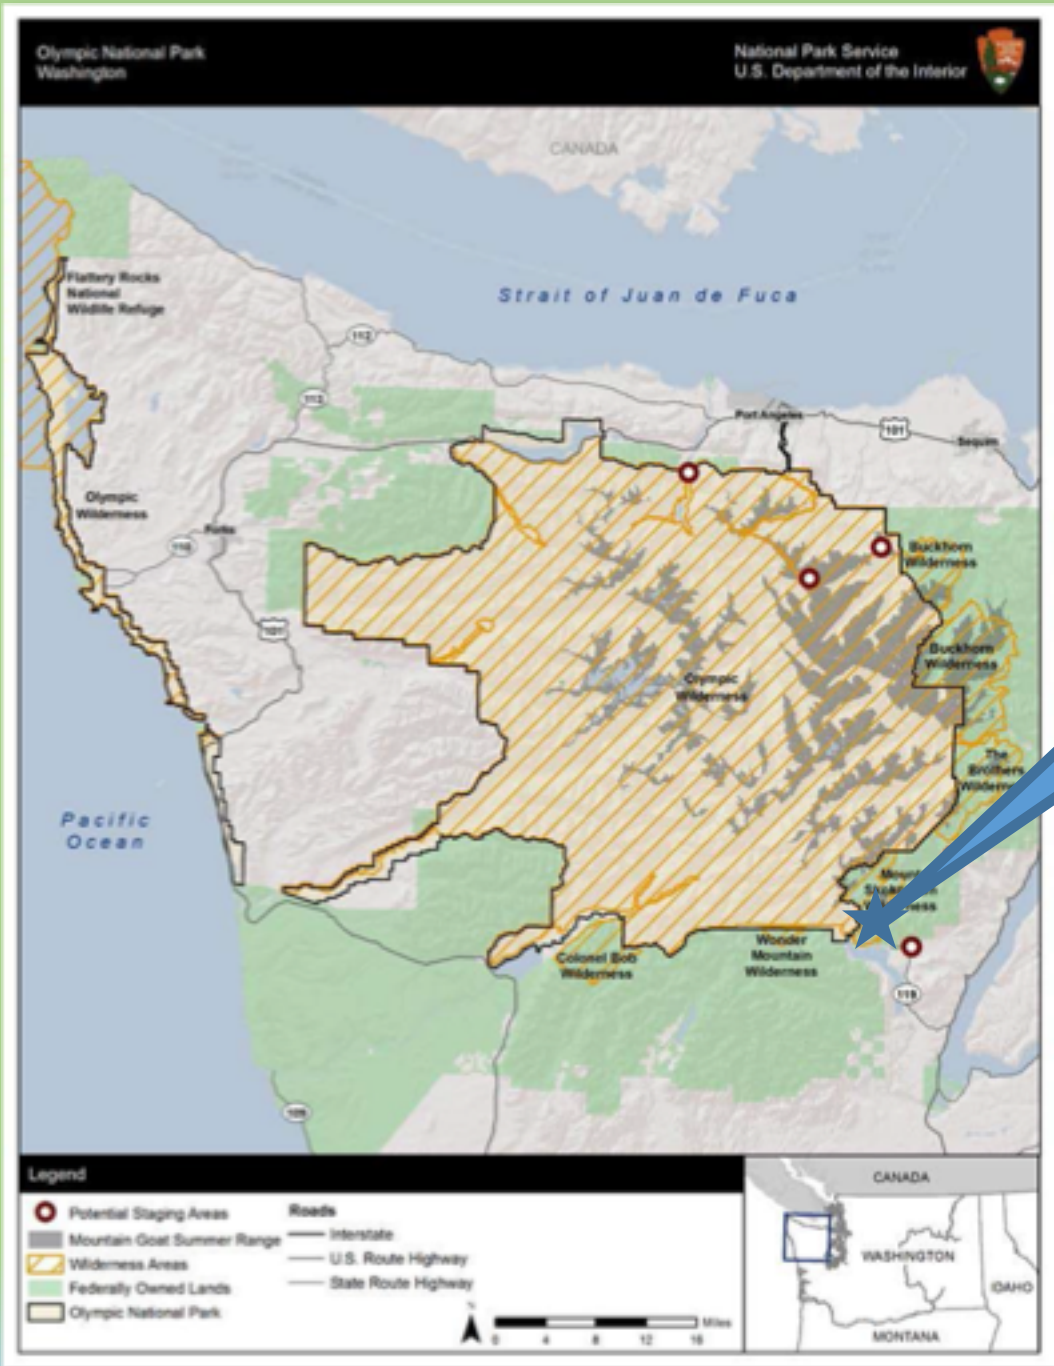 Olympic National Park
Washington
National Park Service
U.S. Department of the Interior
CANADA
Flattery Rocks
National
Wildlife Refuge
Strait of Juan de Fuca
112
113
Port Angeles
101
Sequim
Olympic
Wilderness
Forks
110
Buckhorn
Wilderness
101
Buckhorn
Wilderness
Olympic
Wilderness
The
Brothers
Pacific
Ocean
Mount
Colonel Bob
Wilderness
Wonder
Mountain
Wilderness
119
109
Legend
Potential Staging Areas
Mountain Goat Summer Range
Wilderness Areas
Federally Owned Lands
Olympic National Park
Roads
Interstate
U.S. Route Highway
State Route Highway
N
0 4 8 12 16 Miles
CANADA
WASHINGTON
IDAHO
MONTANA